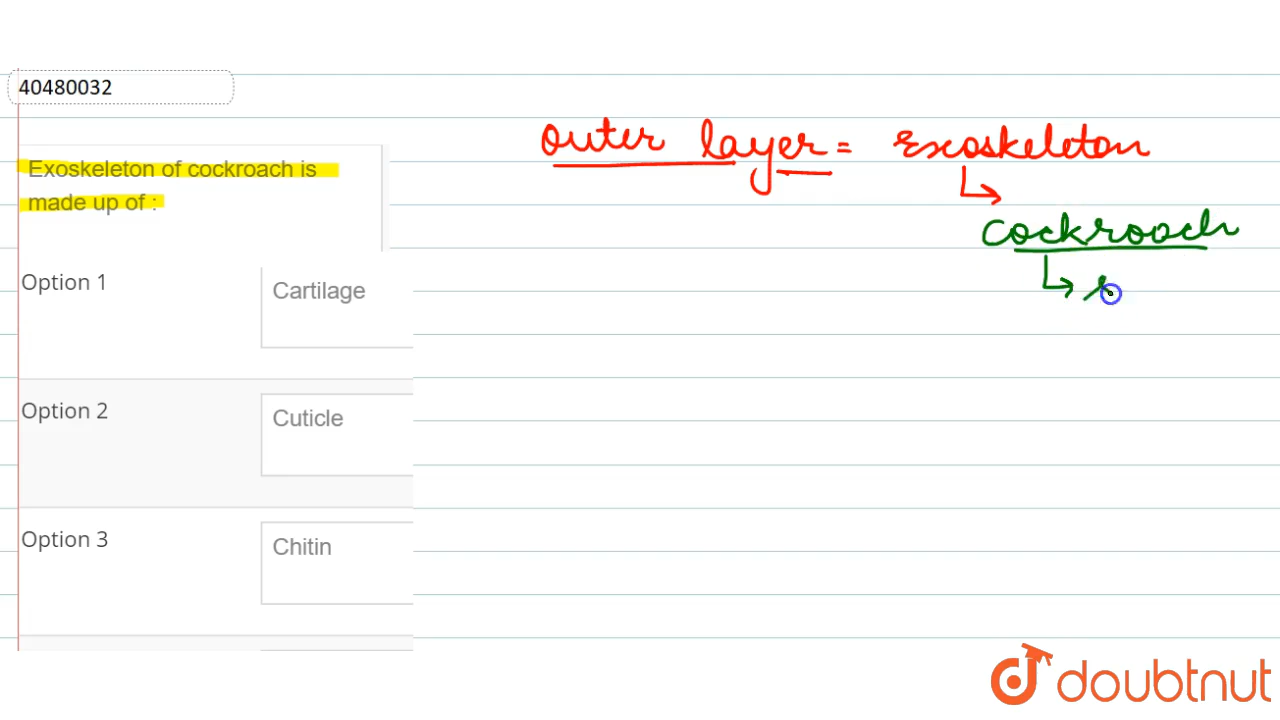 40480032
Exoskeleton of cockroach is
made up of :
Option 1
Cartilage
Option 2
Cuticle
Option 3
Chitin
outer layer = Exoskeleton
cockroach
doubtnut